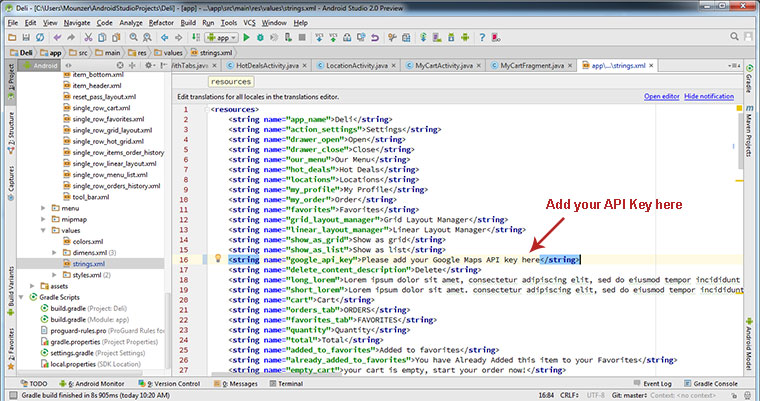 Deli - [C:\Users\Mounzer\AndroidStudioProjects\Deli] - [app] - ...\app\src\main\res\values\strings.xml - Android Studio 2.0 Preview
File Edit View Navigate Code Analyze Refactor Build Run Tools VCS Window Help
app
Deli app src main res values strings.xml
Android
WithTabs.java HotDealsActivity.java LocationActivity.java MyCartActivity.java MyCartFragment.java app\...\strings.xml
1: Project
7: Structure
Captures
Build Variants
2: Favorites
item_bottom.xml
item_header.xml
reset_pass_layout.xml
single_row_cart.xml
single_row_favorites.xml
single_row_grid_layout.xml
single_row_hot_grid.xml
single_row_items_order_history.xml
single_row_linear_layout.xml
single_row_menu_list.xml
single_row_orders_history.xml
tool_bar.xml
menu
mipmap
values
colors.xml
dimens.xml (3)
strings.xml
styles.xml (2)
Gradle Scripts
build.gradle (Project: Deli)
build.gradle (Module: app)
proguard-rules.pro (ProGuard Rules for
gradle.properties (Project Properties)
settings.gradle (Project Settings)
local.properties (SDK Location)
resources
Edit translations for all locales in the translations editor. Open editor Hide notification
1 <resources>
2 <string name="app_name">Deli</string>
3 <string name="action_settings">Settings</string>
4 <string name="drawer_open">Open</string>
5 <string name="drawer_close">Close</string>
6 <string name="our_menu">Our Menu</string>
7 <string name="hot_deals">Hot Deals</string>
8 <string name="locations">Locations</string>
9 <string name="my_profile">My Profile</string>
10 <string name="my_order">Order</string>
11 <string name="favorites">Favorites</string>
12 <string name="grid_layout_manager">Grid Layout Manager</string>
13 <string name="linear_layout_manager">Linear Layout Manager</string>
14 <string name="show_as_grid">Show as grid</string>
15 <string name="show_as_list">Show as list</string>
16 <string name="google_api_key">Please add your Google Maps API key here</string>
17 <string name="delete_content_description">Delete</string>
18 <string name="long_lorem">Lorem ipsum dolor sit amet, consectetur adipiscing elit, sed do eiusmod tempor incididunt
19 <string name="short_lorem">Lorem ipsum dolor sit amet, consectetur adipiscing elit, sed do eiusmod tempor incididunt
20 <string name="cart">Cart</string>
21 <string name="orders_tab">ORDERS</string>
22 <string name="favorites_tab">FAVORITES</string>
23 <string name="quantity">Quantity</string>
24 <string name="total">Total</string>
25 <string name="added_to_favorites">Added to favorites</string>
26 <string name="already_added_to_favorites">You have Already Added this item to your Favorites</string>
27 <string name="empty_cart">your cart is empty, start your order now!</string>
Add your API Key here
Gradle
Maven Projects
Android Model
TODO 6: Android Monitor 9: Version Control 0: Messages Terminal Event Log Gradle Console
Gradle build finished in 8s 905ms (today 10:20 AM) 16:84 CRLF: UTF-8 Git: master Context: <no context>